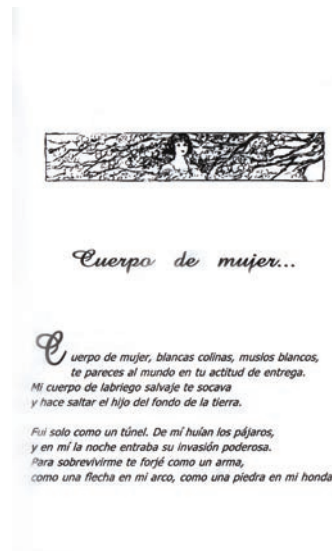 Cuerpo de mujer...
Cuerpo de mujer, blancas colinas, muslos blancos,
te pareces al mundo en tu actitud de entrega.
Mi cuerpo de labriego salvaje te socava
y hace saltar el hijo del fondo de la tierra.
Fui solo como un túnel. De mí huían los pájaros,
y en mí la noche entraba su invasión poderosa.
Para sobrevivirme te forjé como un arma,
como una flecha en mi arco, como una piedra en mi honda